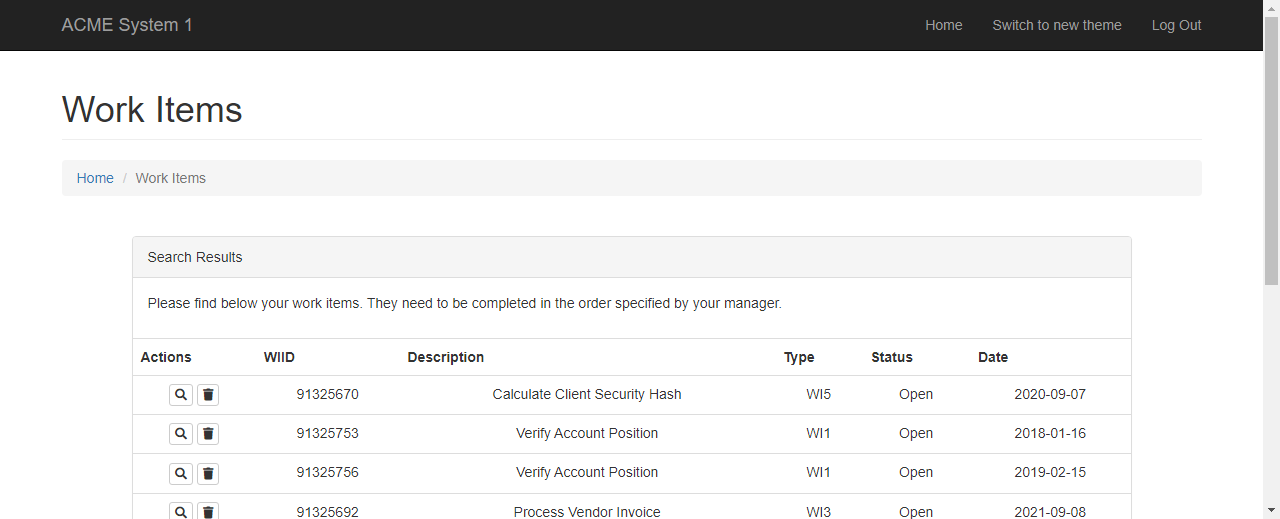 ACME System 1 Home Switch to new theme Log Out
Work Items
Home / Work Items
Search Results
Please find below your work items. They need to be completed in the order specified by your manager.
Actions WIID Description Type Status Date
91325670 Calculate Client Security Hash WI5 Open 2020-09-07
91325753 Verify Account Position WI1 Open 2018-01-16
91325756 Verify Account Position WI1 Open 2019-02-15
91325692 Process Vendor Invoice WI3 Open 2021-09-08